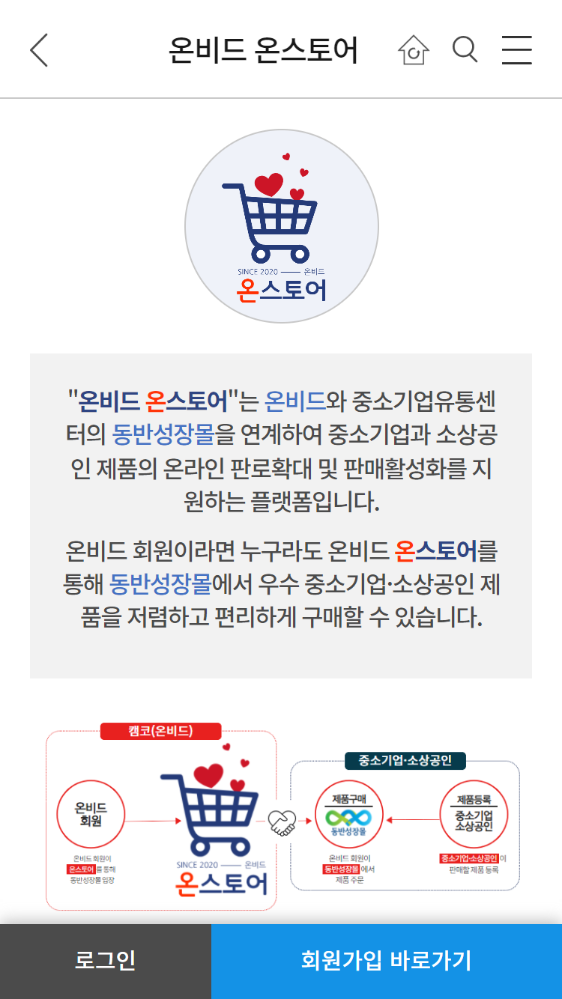 온비드 온스토어
SINCE 2020 —— 온비드
온스토어
"온비드 온스토어"는 온비드와 중소기업유통센
터의 동반성장몰을 연계하여 중소기업과 소상공
인 제품의 온라인 판로확대 및 판매활성화를 지
원하는 플랫폼입니다.
온비드 회원이라면 누구라도 온비드 온스토어를
통해 동반성장몰에서 우수 중소기업·소상공인 제
품을 저렴하고 편리하게 구매할 수 있습니다.
캠코(온비드)
온비드
회원
온비드 회원이
온스토어를 통해
동반성장몰 입장
SINCE 2020 —— 온비드
온스토어
중소기업·소상공인
제품구매
동반성장몰
온비드 회원이
동반성장몰에서
제품 주문
제품등록
중소기업
소상공인
중소기업·소상공인이
판매할 제품 등록
로그인
회원가입 바로가기